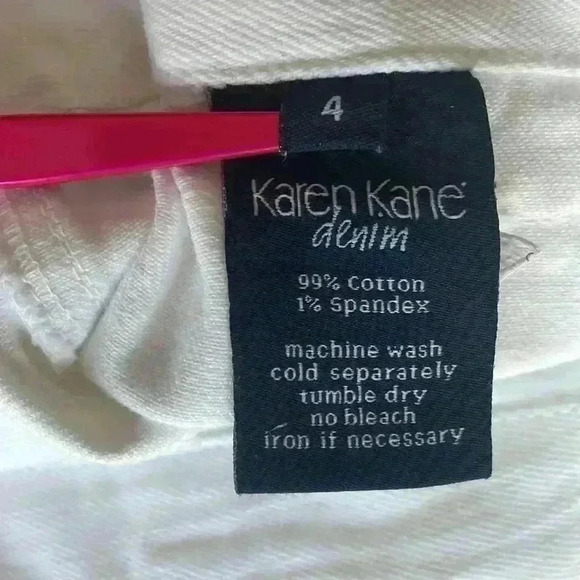 4
Karen Kane
denim
99% Cotton
1% Spandex
machine wash
cold separately
tumble dry
no bleach
iron if necessary